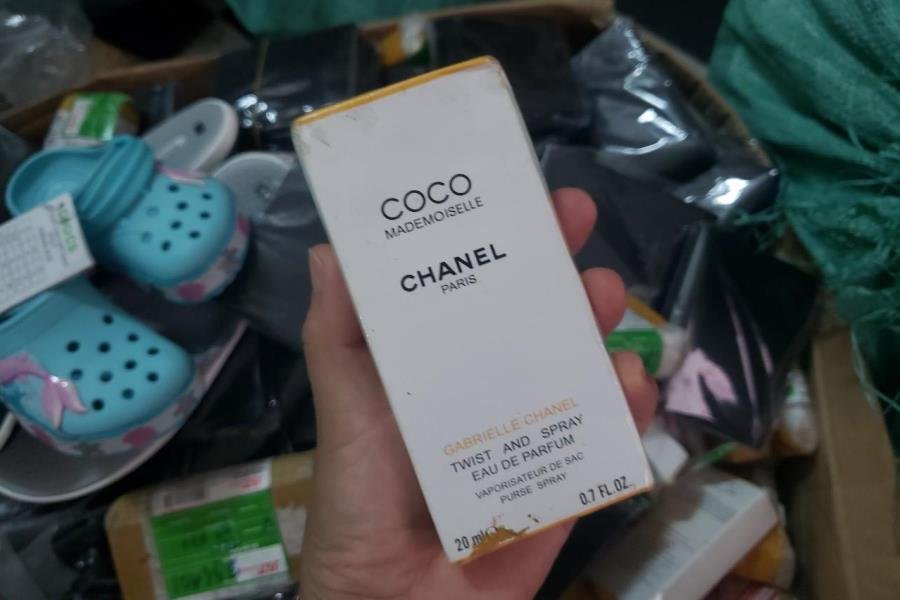 COCO
MADEMOISELLE
CHANEL
PARIS
GABRIELLE CHANEL
TWIST AND SPRAY
EAU DE PARFUM
VAPORISATEUR DE SAC
PURSE SPRAY
20 ml
0.7 FL.OZ.